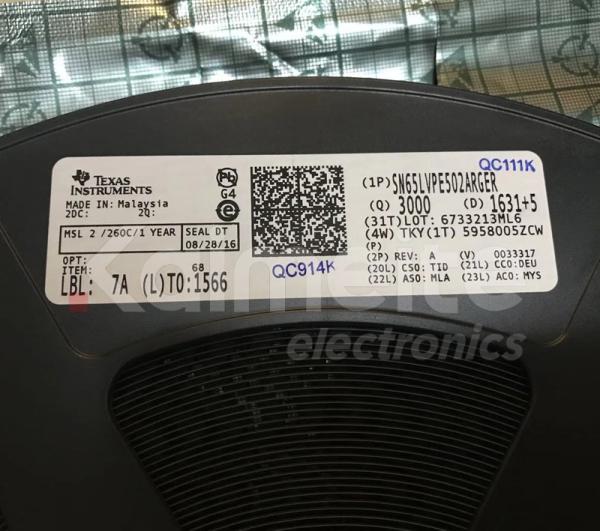 QC111K
TEXAS
INSTRUMENTS
Pb
G4
e
MADE IN: Malaysia
2DC: 2Q:
MSL 2 /260C/1 YEAR
SEAL DT
08/28/16
OPT:
ITEM: 68
LBL: 7A (L)TO:1566
QC914K
(1P)SN65LVPE502ARGER
(Q) 3000 (D) 1631+5
(31T)LOT: 6733213ML6
(4W) TKY(1T) 5958005ZCW
(P)
(2P) REV: A (V) 0033317
(20L) CSO: TID (21L) CCO:DEU
(22L) ASO: MLA (23L) ACO: MYS
Kaimeite
electronics